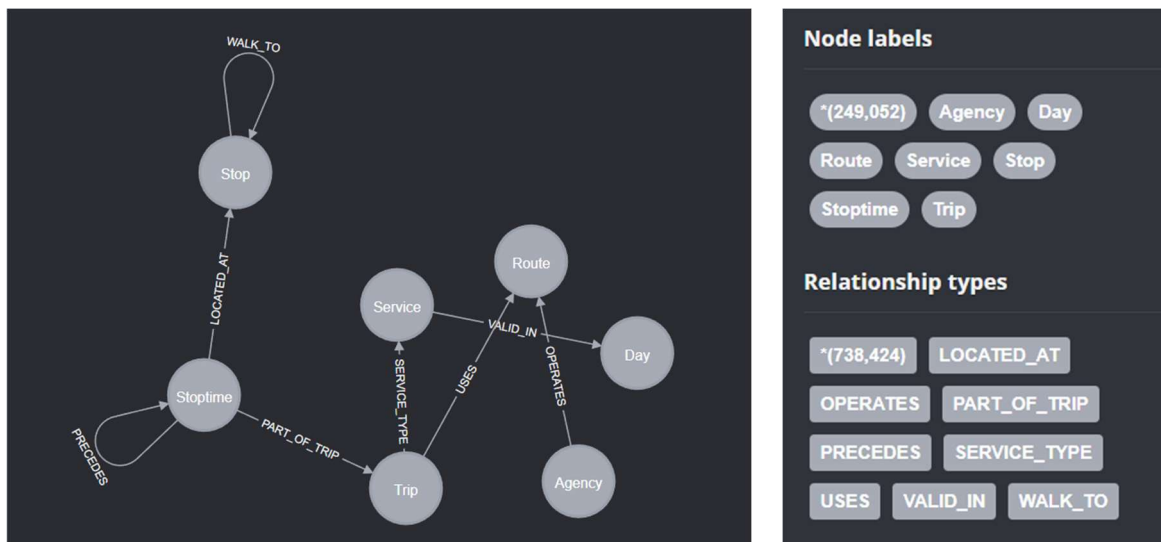 WALK_TO
Stop
LOCATED_AT
Route
Service
VALID_IN
Day
SERVICE_TYPE
USES
OPERATES
Stoptime
PRECEDES
PART_OF_TRIP
Trip
Agency
Node labels
*(249,052) Agency Day
Route Service Stop
Stoptime Trip
Relationship types
*(738,424) LOCATED_AT
OPERATES PART_OF_TRIP
PRECEDES SERVICE_TYPE
USES VALID_IN WALK_TO